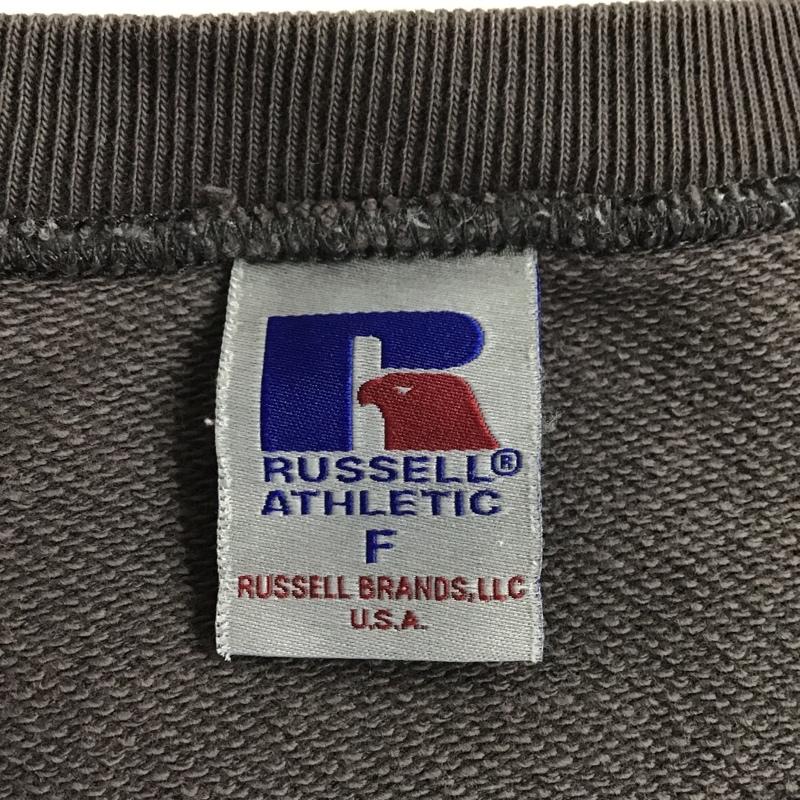 R
RUSSELL®
ATHLETIC
F
RUSSELL BRANDS, LLC
U.S.A.